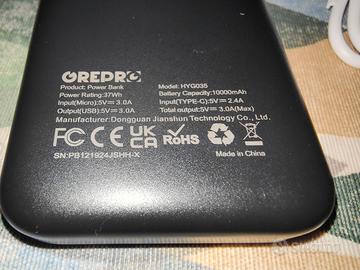 OREDRO
Product: Power Bank
Model: HYG035
Power Rating: 37Wh
Battery Capacity: 10000mAh
Input(Micro):5V⎓3.0A
Input(TYPE-C):5V⎓2.4A
Output(USB):5V⎓3.0A
Total output:5V⎓3.0A(Max)
Manufacturer:Dongguan Jianshun Technology Co., Ltd.
FC CE UK CA RoHS
Made in China
SN:PB121924JSHH-X